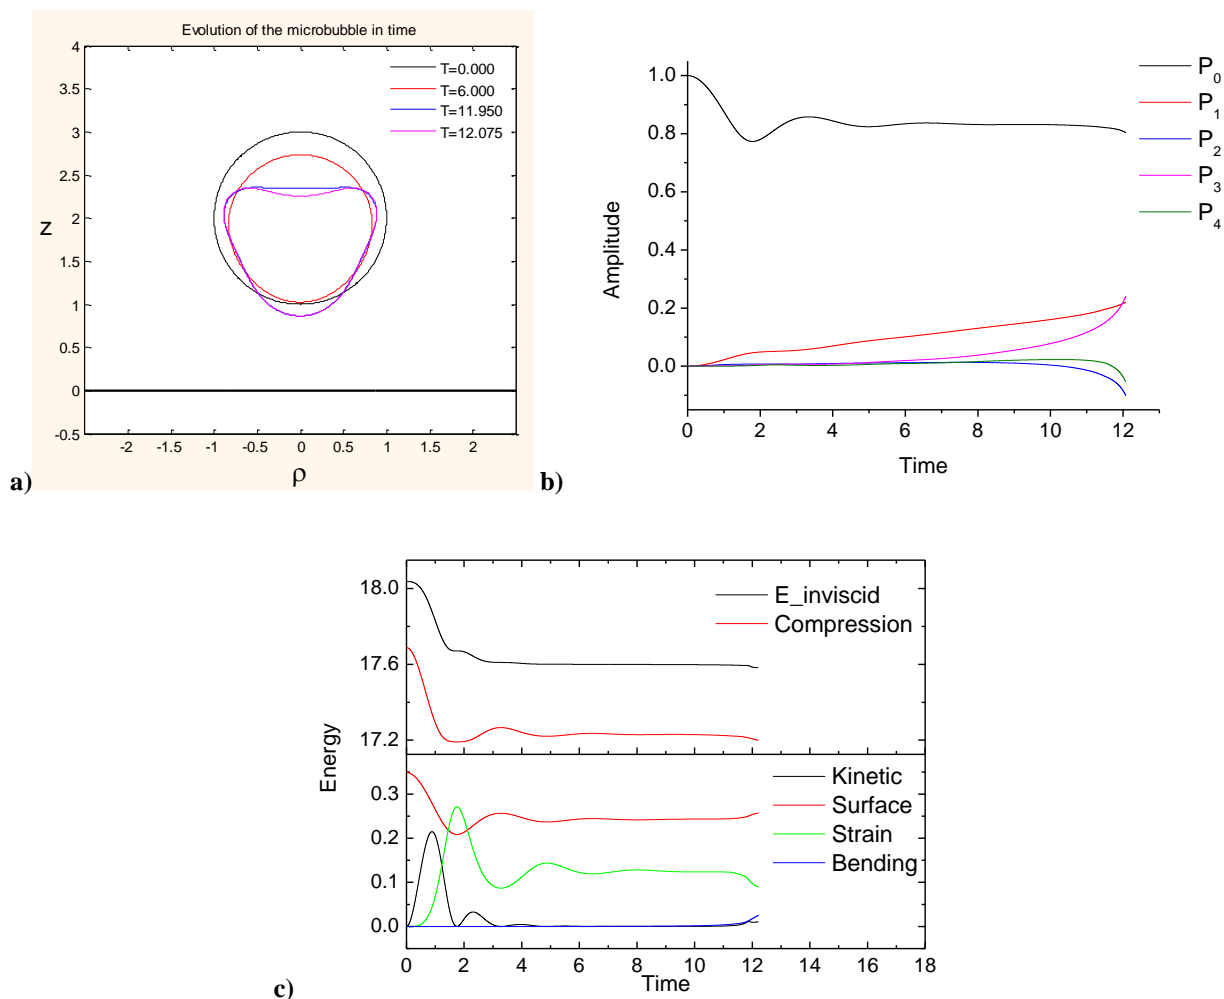 Evolution of the microbubble in time
4
3.5
3
2.5
2
1.5
1
0.5
0
-0.5
z
T=0.000
T=6.000
T=11.950
T=12.075
-2 -1.5 -1 -0.5 0 0.5 1 1.5 2
ρ
a)
1.0
0.8
0.6
0.4
0.2
0.0
Amplitude
P0
P1
P2
P3
P4
0 2 4 6 8 10 12
Time
b)
18.0
17.6
17.2
E_inviscid
Compression
Energy
0.3
0.2
0.1
0.0
Kinetic
Surface
Strain
Bending
0 2 4 6 8 10 12 14 16 18
Time
c)